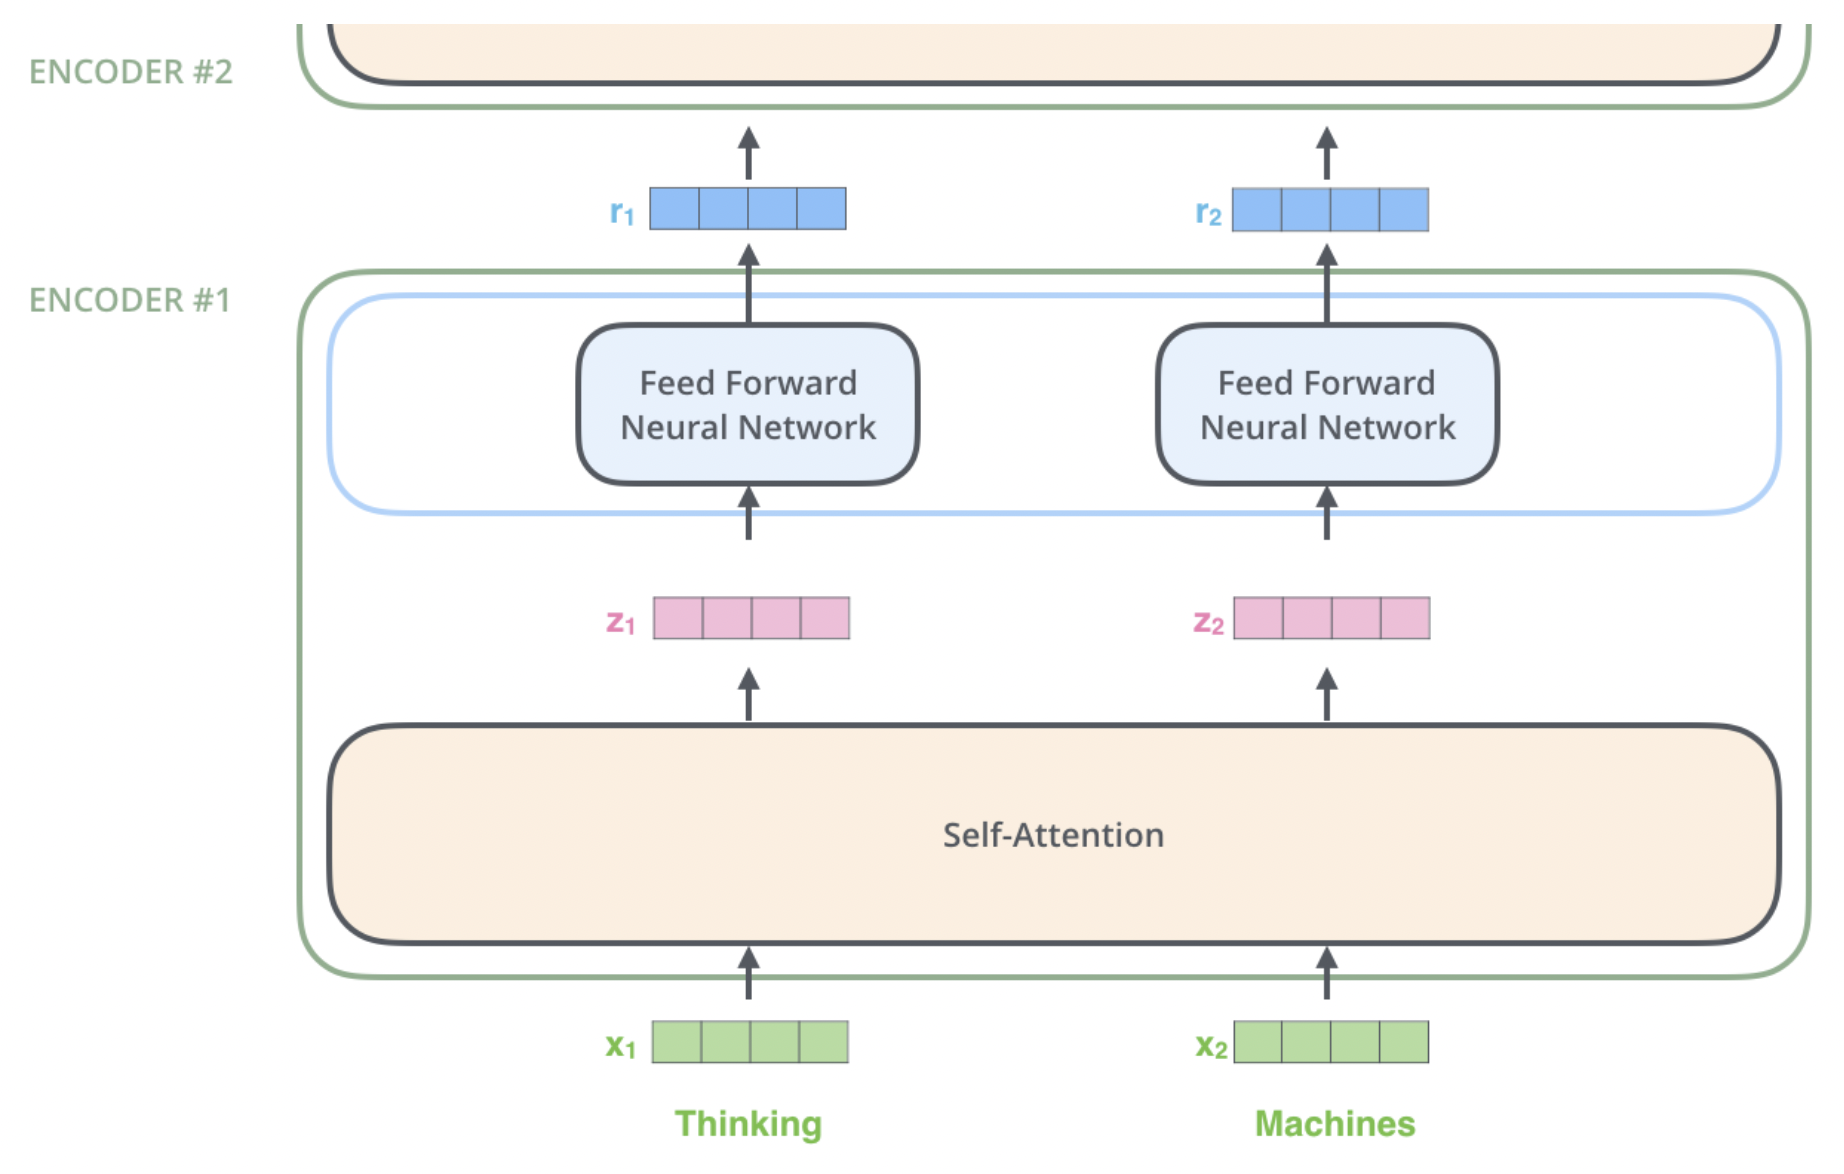 ENCODER #2
r1
r2
ENCODER #1
Feed Forward
Neural Network
Feed Forward
Neural Network
z1
z2
Self-Attention
x1
x2
Thinking
Machines